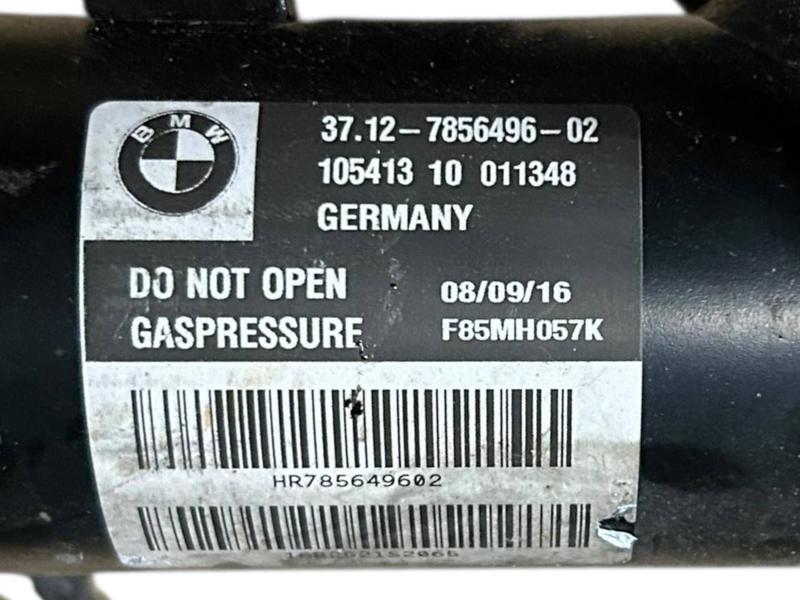 BMW
37.12-7856496-02
105413 10 011348
GERMANY
DO NOT OPEN
GASPRESSURE
08/09/16
F85MH057K
HR785649602